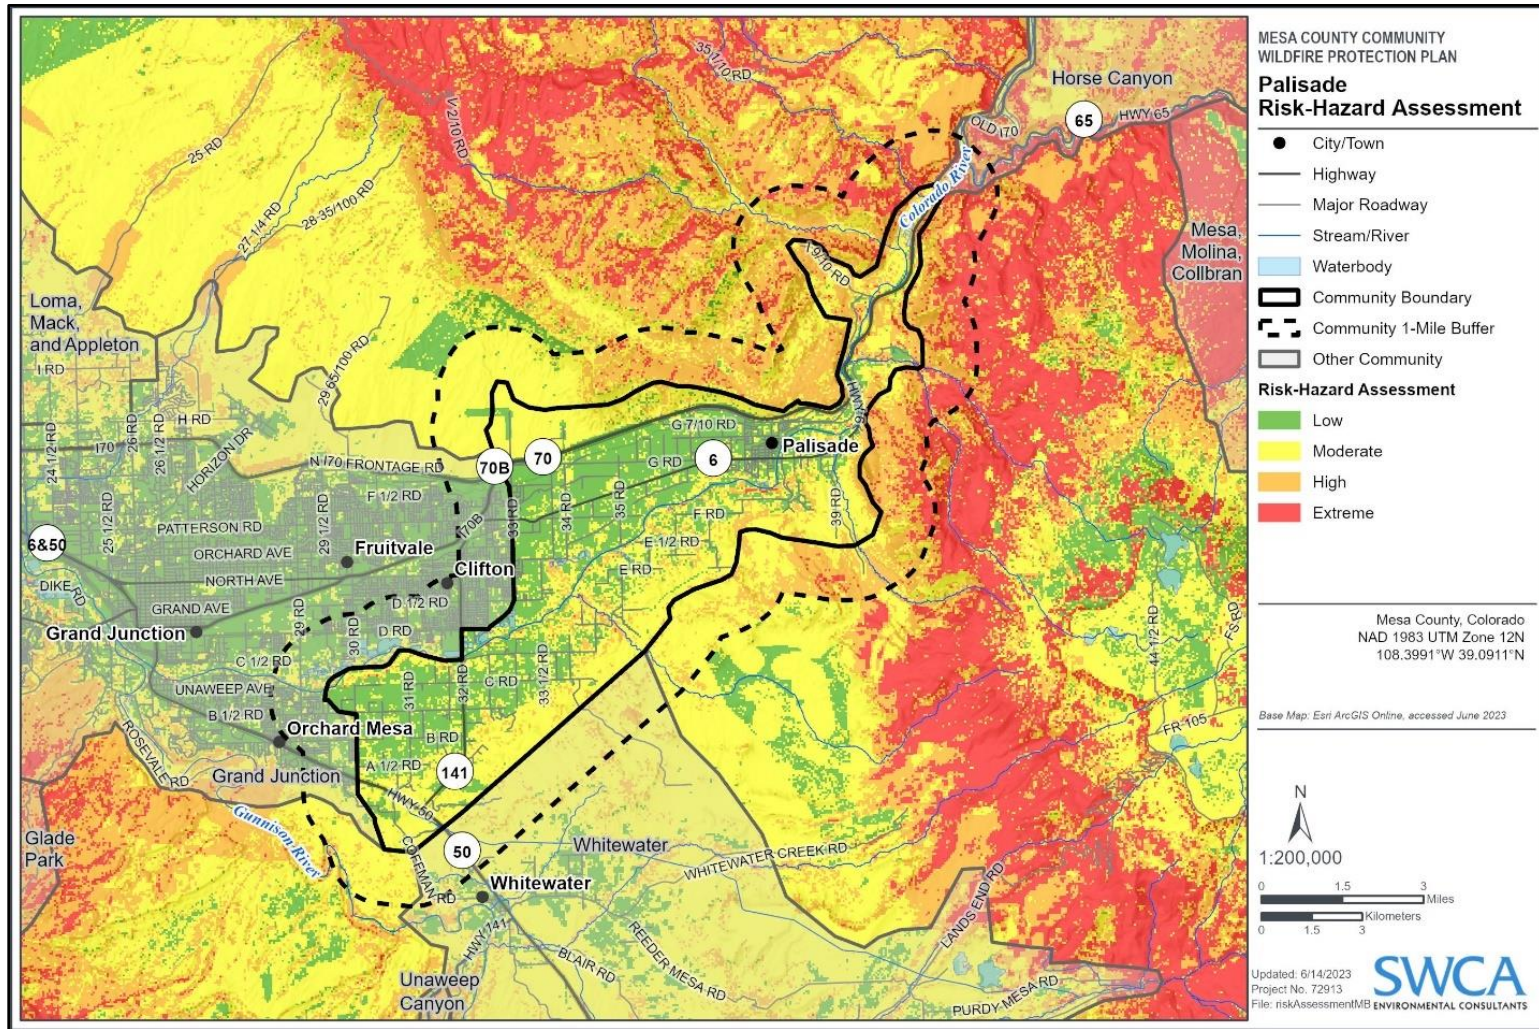 MESA COUNTY COMMUNITY
WILDFIRE PROTECTION PLAN
Palisade
Risk-Hazard Assessment
City/Town
Highway
Major Roadway
Stream/River
Waterbody
Community Boundary
Community 1-Mile Buffer
Other Community
Risk-Hazard Assessment
Low
Moderate
High
Extreme
Mesa County, Colorado
NAD 1983 UTM Zone 12N
108.3991°W 39.0911°N
Base Map: Esri ArcGIS Online, accessed June 2023
N
1:200,000
0 1.5 3
Miles
Kilometers
0 1.5 3
Updated: 6/14/2023
Project No. 72913
File: riskAssessmentMB
SWCA
ENVIRONMENTAL CONSULTANTS
35 1/10 RD
Horse Canyon
65
HWY 65
OLD I70
V 2/10 RD
25 RD
Colorado River
27-1/4 RD
28-35/100 RD
Mesa,
Molina,
Collbran
Loma,
Mack,
and Appleton
I RD
29 65/100 RD
H RD
HWY 6
G 7/10 RD
Palisade
24 1/2 RD
I70
26 RD
26 1/2 RD
HORIZON DR
N I70 FRONTAGE RD
70B
70
G RD
6
F 1/2 RD
33 RD
34 RD
35 RD
F RD
39 RD
25 1/2 RD
PATTERSON RD
29 1/2 RD
I70B
E 1/2 RD
6&50
ORCHARD AVE
Fruitvale
E RD
DIKE RD
NORTH AVE
Clifton
GRAND AVE
29 RD
D 1/2 RD
Grand Junction
30 RD
D RD
44 1/2 RD
FS RD
C 1/2 RD
UNAWEEP AVE
31 RD
32 RD
C RD
33 1/2 RD
B 1/2 RD
Orchard Mesa
B RD
FR-105
ROSEVALE RD
Grand Junction
A 1/2 RD
141
HWY 50
Gunnison River
Glade
Park
COFFMAN RD
50
Whitewater
WHITEWATER CREEK RD
Whitewater
LANDS END RD
HWY 141
REEDER MESA RD
BLAIR RD
Unaweep
Canyon
PURDY MESA RD